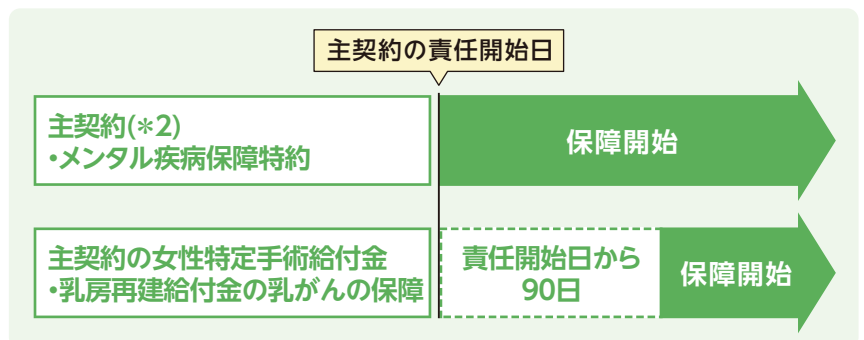 主契約の責任開始日
主契約(*2)
・メンタル疾病保障特約
保障開始
主契約の女性特定手術給付金
・乳房再建給付金の乳がんの保障
責任開始日から
90日
保障開始